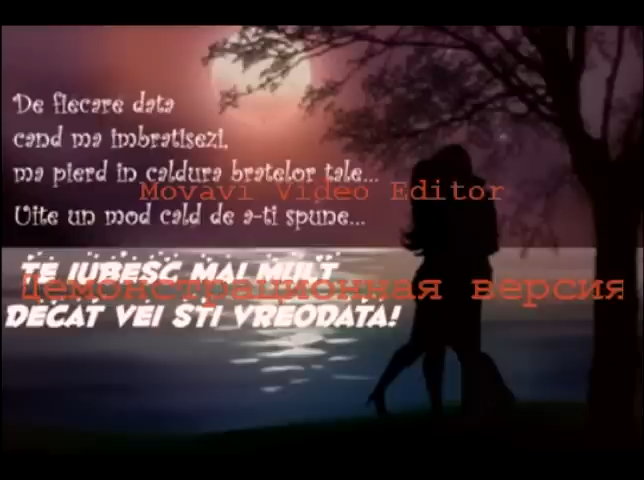 De fiecare data
cand ma imbratisezi,
ma pierd in caldura bratelor tale...
Movavi Video Editor
Uite un mod cald de a-ti spune...
TE IUBESC MAI MULT
Демонстрационная версия
DECAT VEI STI VREODATA!